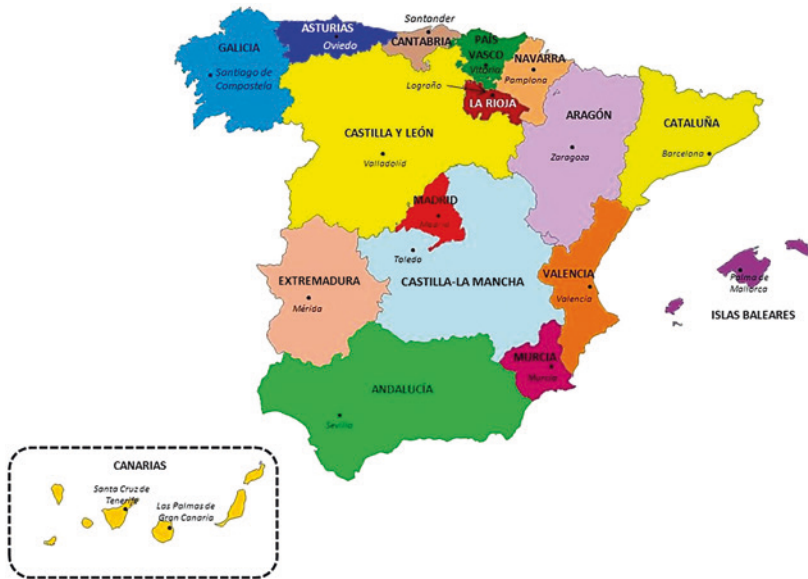 Santander
ASTURIAS
Oviedo
CANTABRIA
PAÍS
VASCO
Vitoria
GALICIA
Santiago de
Compostela
NAVÁRRA
Pamplona
Logroño
LA RIOJA
ARAGÓN
Zaragoza
CATALUÑA
Barcelona
CASTILLA Y LEÓN
Valladolid
MADRID
Madrid
Toledo
CASTILLA-LA MANCHA
EXTREMADURA
Mérida
VALENCIA
Valencia
Palma de
Mallorca
ISLAS BALEARES
MURCIA
Murcia
ANDALUCÍA
Sevilla
CANARIAS
Santa Cruz de
Tenerife
Las Palmas de
Gran Canaria